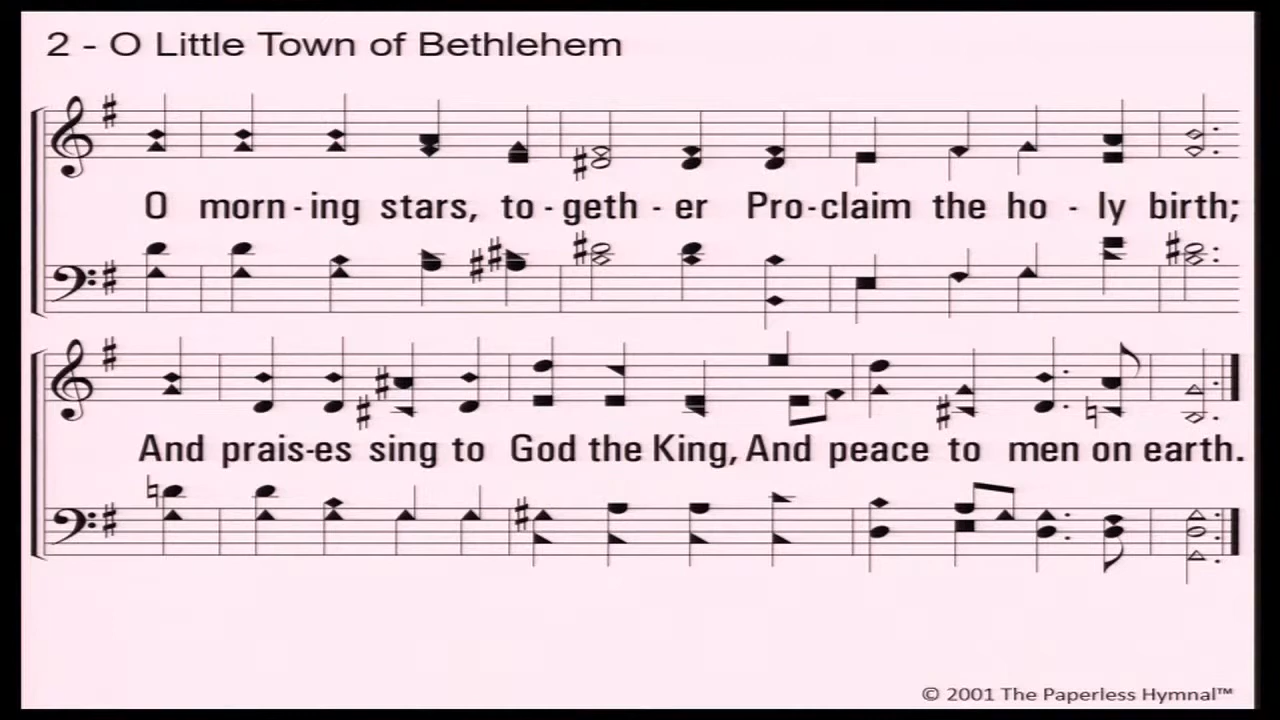 2 - O Little Town of Bethlehem
O morn - ing stars, to - geth - er Pro - claim the ho - ly birth;
And prais-es sing to God the King, And peace to men on earth.
© 2001 The Paperless Hymnal™